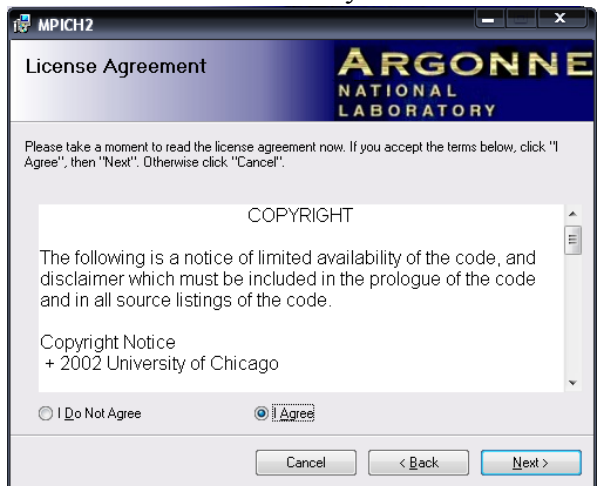 MPICH2
License Agreement
ARGONNE
NATIONAL
LABORATORY
Please take a moment to read the license agreement now. If you accept the terms below, click "I
Agree", then "Next". Otherwise click "Cancel".
COPYRIGHT
The following is a notice of limited availability of the code, and
disclaimer which must be included in the prologue of the code
and in all source listings of the code.
Copyright Notice
+ 2002 University of Chicago
I Do Not Agree
I Agree
Cancel
< Back
Next >